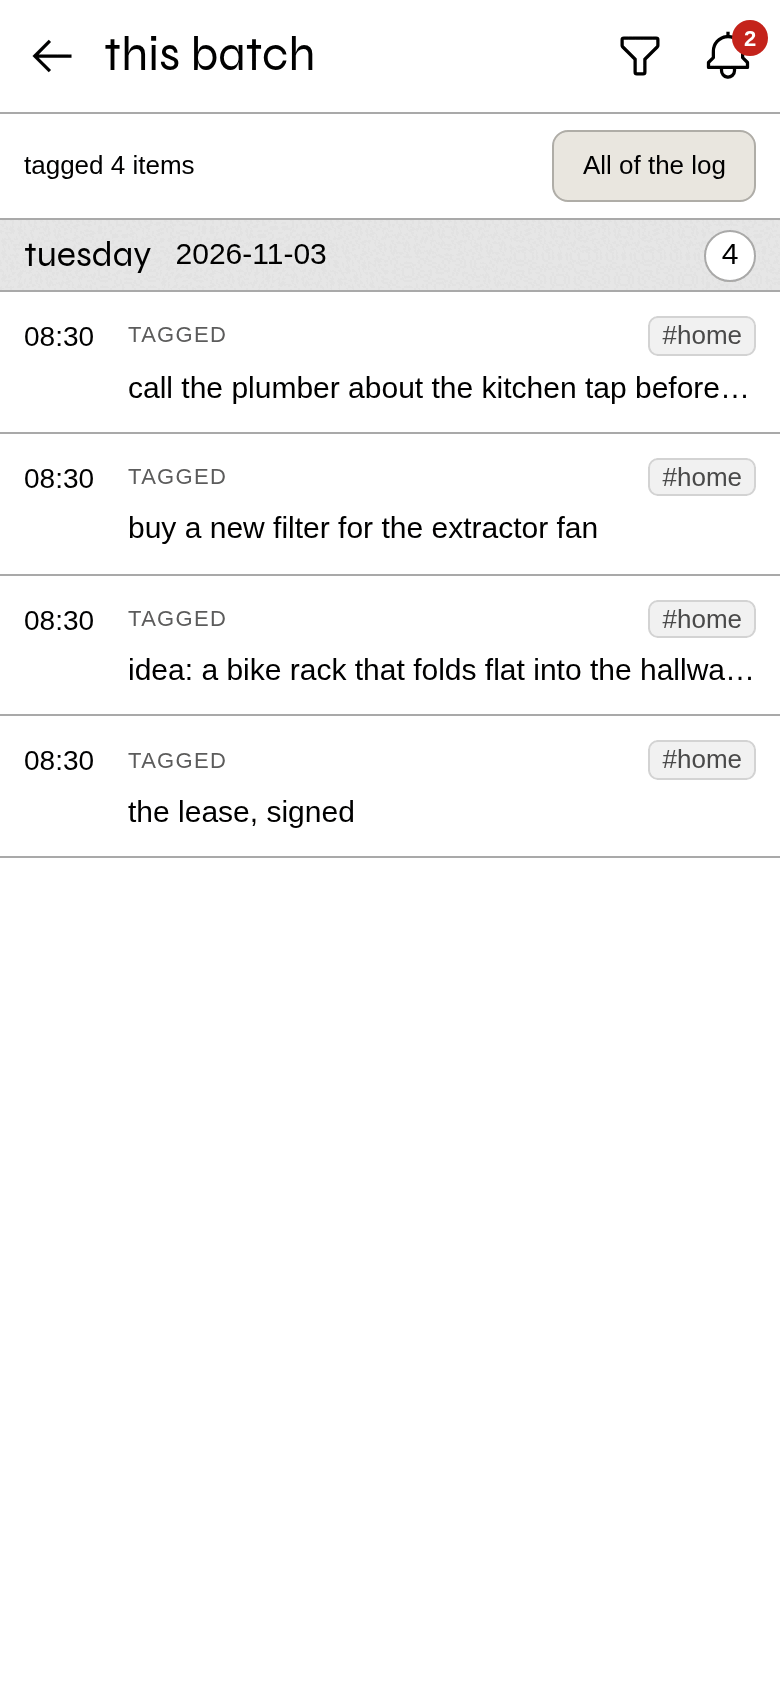 this batch
2
tagged 4 items
All of the log
tuesday 2026-11-03
4
08:30 TAGGED #home
call the plumber about the kitchen tap before…
08:30 TAGGED #home
buy a new filter for the extractor fan
08:30 TAGGED #home
idea: a bike rack that folds flat into the hallwa…
08:30 TAGGED #home
the lease, signed